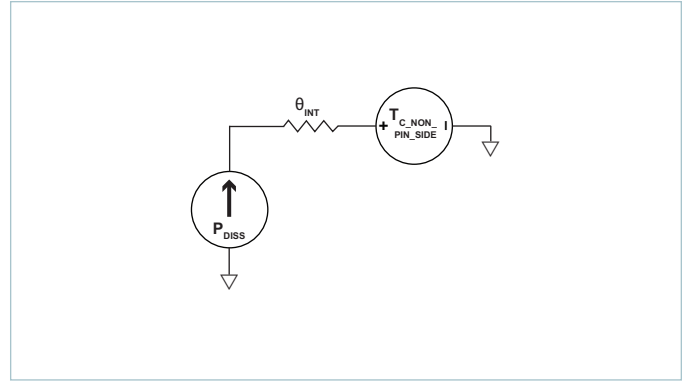 θINT
+ TC_NON_ I
PIN_SIDE
PDISS